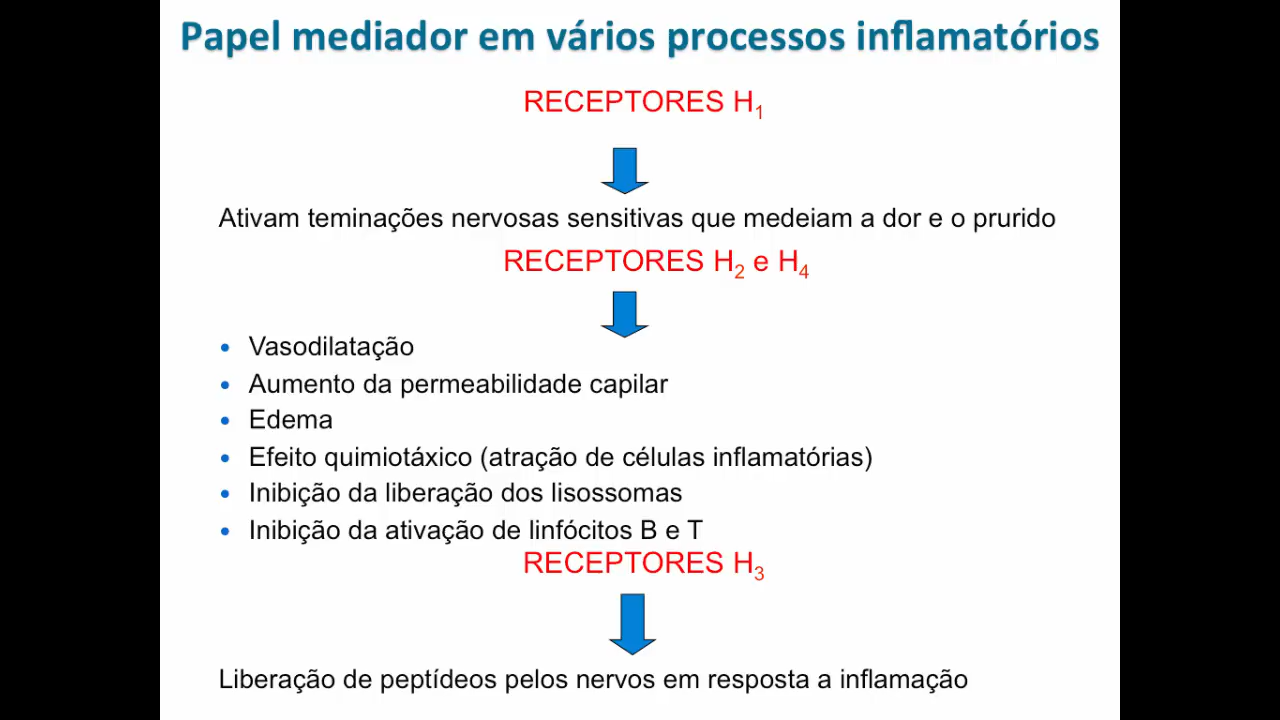 Papel mediador em vários processos inflamatórios
RECEPTORES H₁
Ativam teminações nervosas sensitivas que medeiam a dor e o prurido
RECEPTORES H₂ e H₄
• Vasodilatação
• Aumento da permeabilidade capilar
• Edema
• Efeito quimiotáxico (atração de células inflamatórias)
• Inibição da liberação dos lisossomas
• Inibição da ativação de linfócitos B e T
RECEPTORES H₃
Liberação de peptídeos pelos nervos em resposta a inflamação